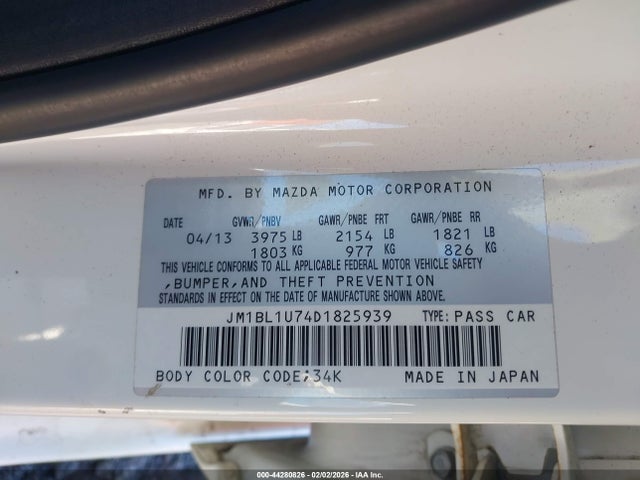 MFD. BY MAZDA MOTOR CORPORATION
DATE GVWR/PNBV GAWR/PNBE FRT GAWR/PNBE RR
04/13 3975 LB 2154 LB 1821 LB
1803 KG 977 KG 826 KG
THIS VEHICLE CONFORMS TO ALL APPLICABLE FEDERAL MOTOR VEHICLE SAFETY
,BUMPER,AND THEFT PREVENTION
STANDARDS IN EFFECT ON THE DATE OF MANUFACTURE SHOWN ABOVE.
JM1BL1U74D1825939 TYPE: PASS CAR
BODY COLOR CODE:34K MADE IN JAPAN
000-44280826 - 02/02/2026 - IAA Inc.